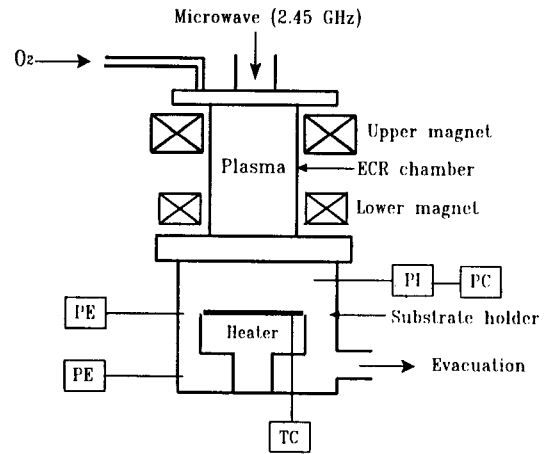 Microwave (2.45 GHz)
O₂
Upper magnet
Plasma
ECR chamber
Lower magnet
PI
PC
PE
Substrate holder
Heater
PE
Evacuation
TC